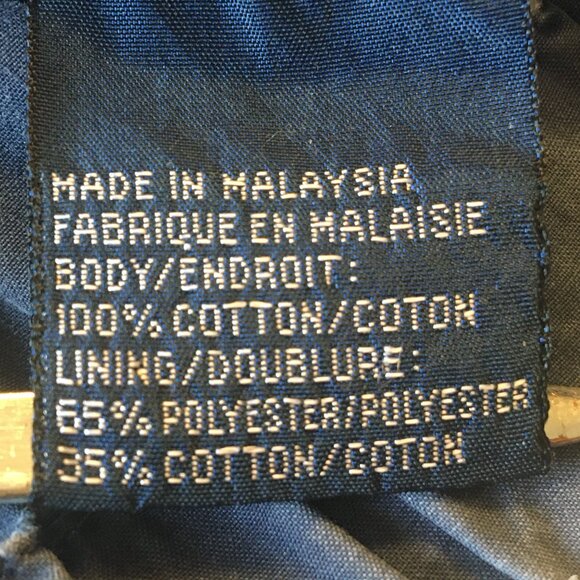 MADE IN MALAYSIA
FABRIQUE EN MALAISIE
BODY/ENDROIT:
100% COTTON/COTON
LINING/DOUBLURE:
65% POLYESTER/POLYESTER
35% COTTON/COTON